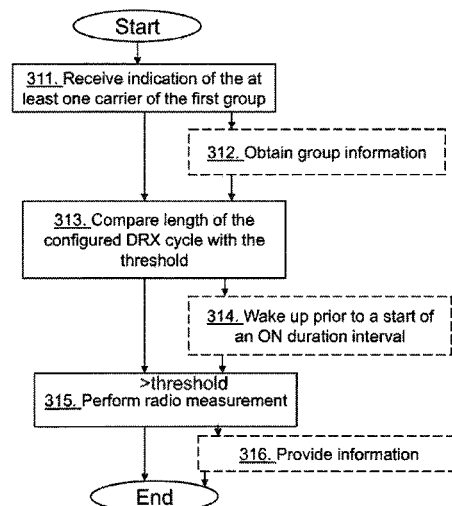 Start
311. Receive indication of the at
least one carrier of the first group
312. Obtain group information
313. Compare length of the
configured DRX cycle with the
threshold
314. Wake up prior to a start of
an ON duration interval
>threshold
315. Perform radio measurement
316. Provide information
End